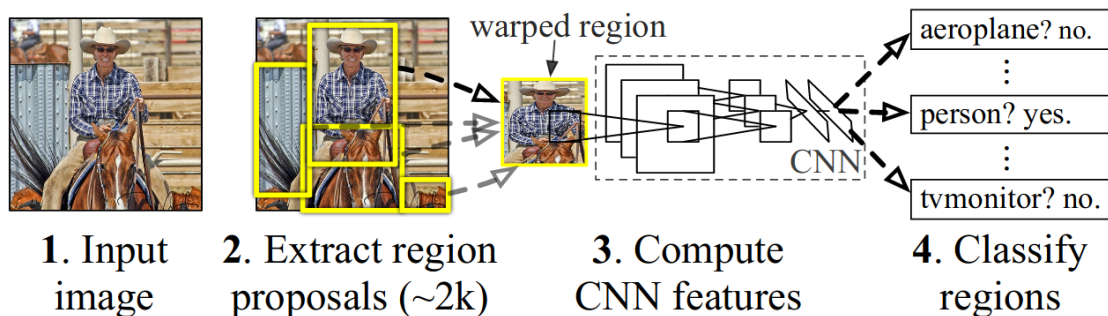 warped region
aeroplane? no.
⋮
person? yes.
⋮
tvmonitor? no.
CNN
1. Input
image
2. Extract region
proposals (~2k)
3. Compute
CNN features
4. Classify
regions